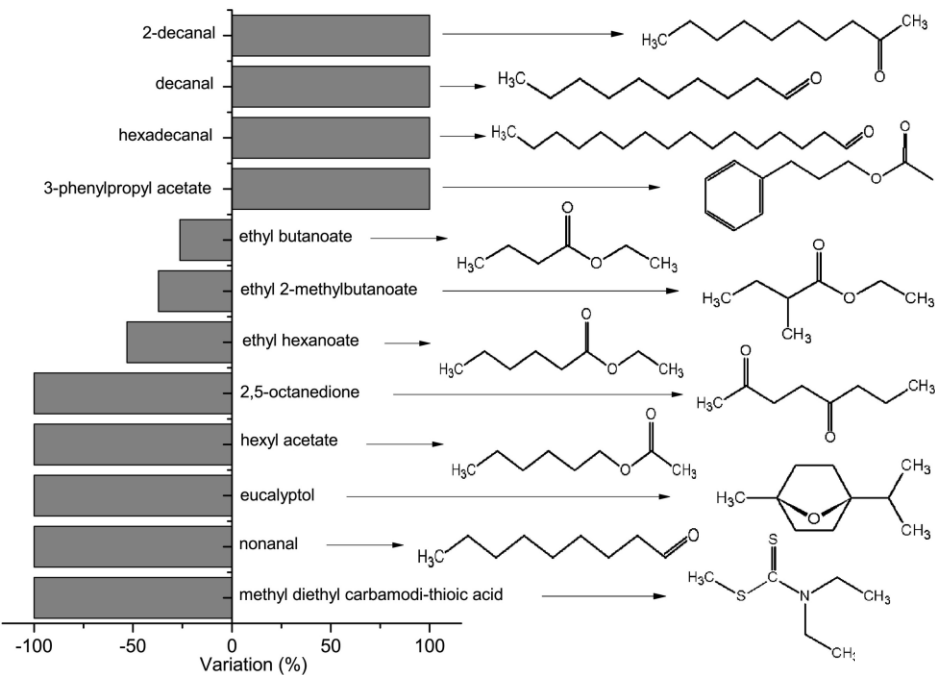 2-decanal
H₃C
CH₃
O
decanal
H₃C
O
hexadecanal
H₃C
O
3-phenylpropyl acetate
O
O
ethyl butanoate
O
H₃C
O
CH₃
ethyl 2-methylbutanoate
O
H₃C
O
CH₃
CH₃
ethyl hexanoate
O
H₃C
O
CH₃
2,5-octanedione
O
H₃C
CH₃
O
hexyl acetate
O
H₃C
O
CH₃
eucalyptol
CH₃
H₃C
O
CH₃
nonanal
H₃C
O
methyl diethyl carbamodi-thioic acid
S
H₃C
C
S
N
CH₃
CH₃
-100 -50 0 50 100
Variation (%)